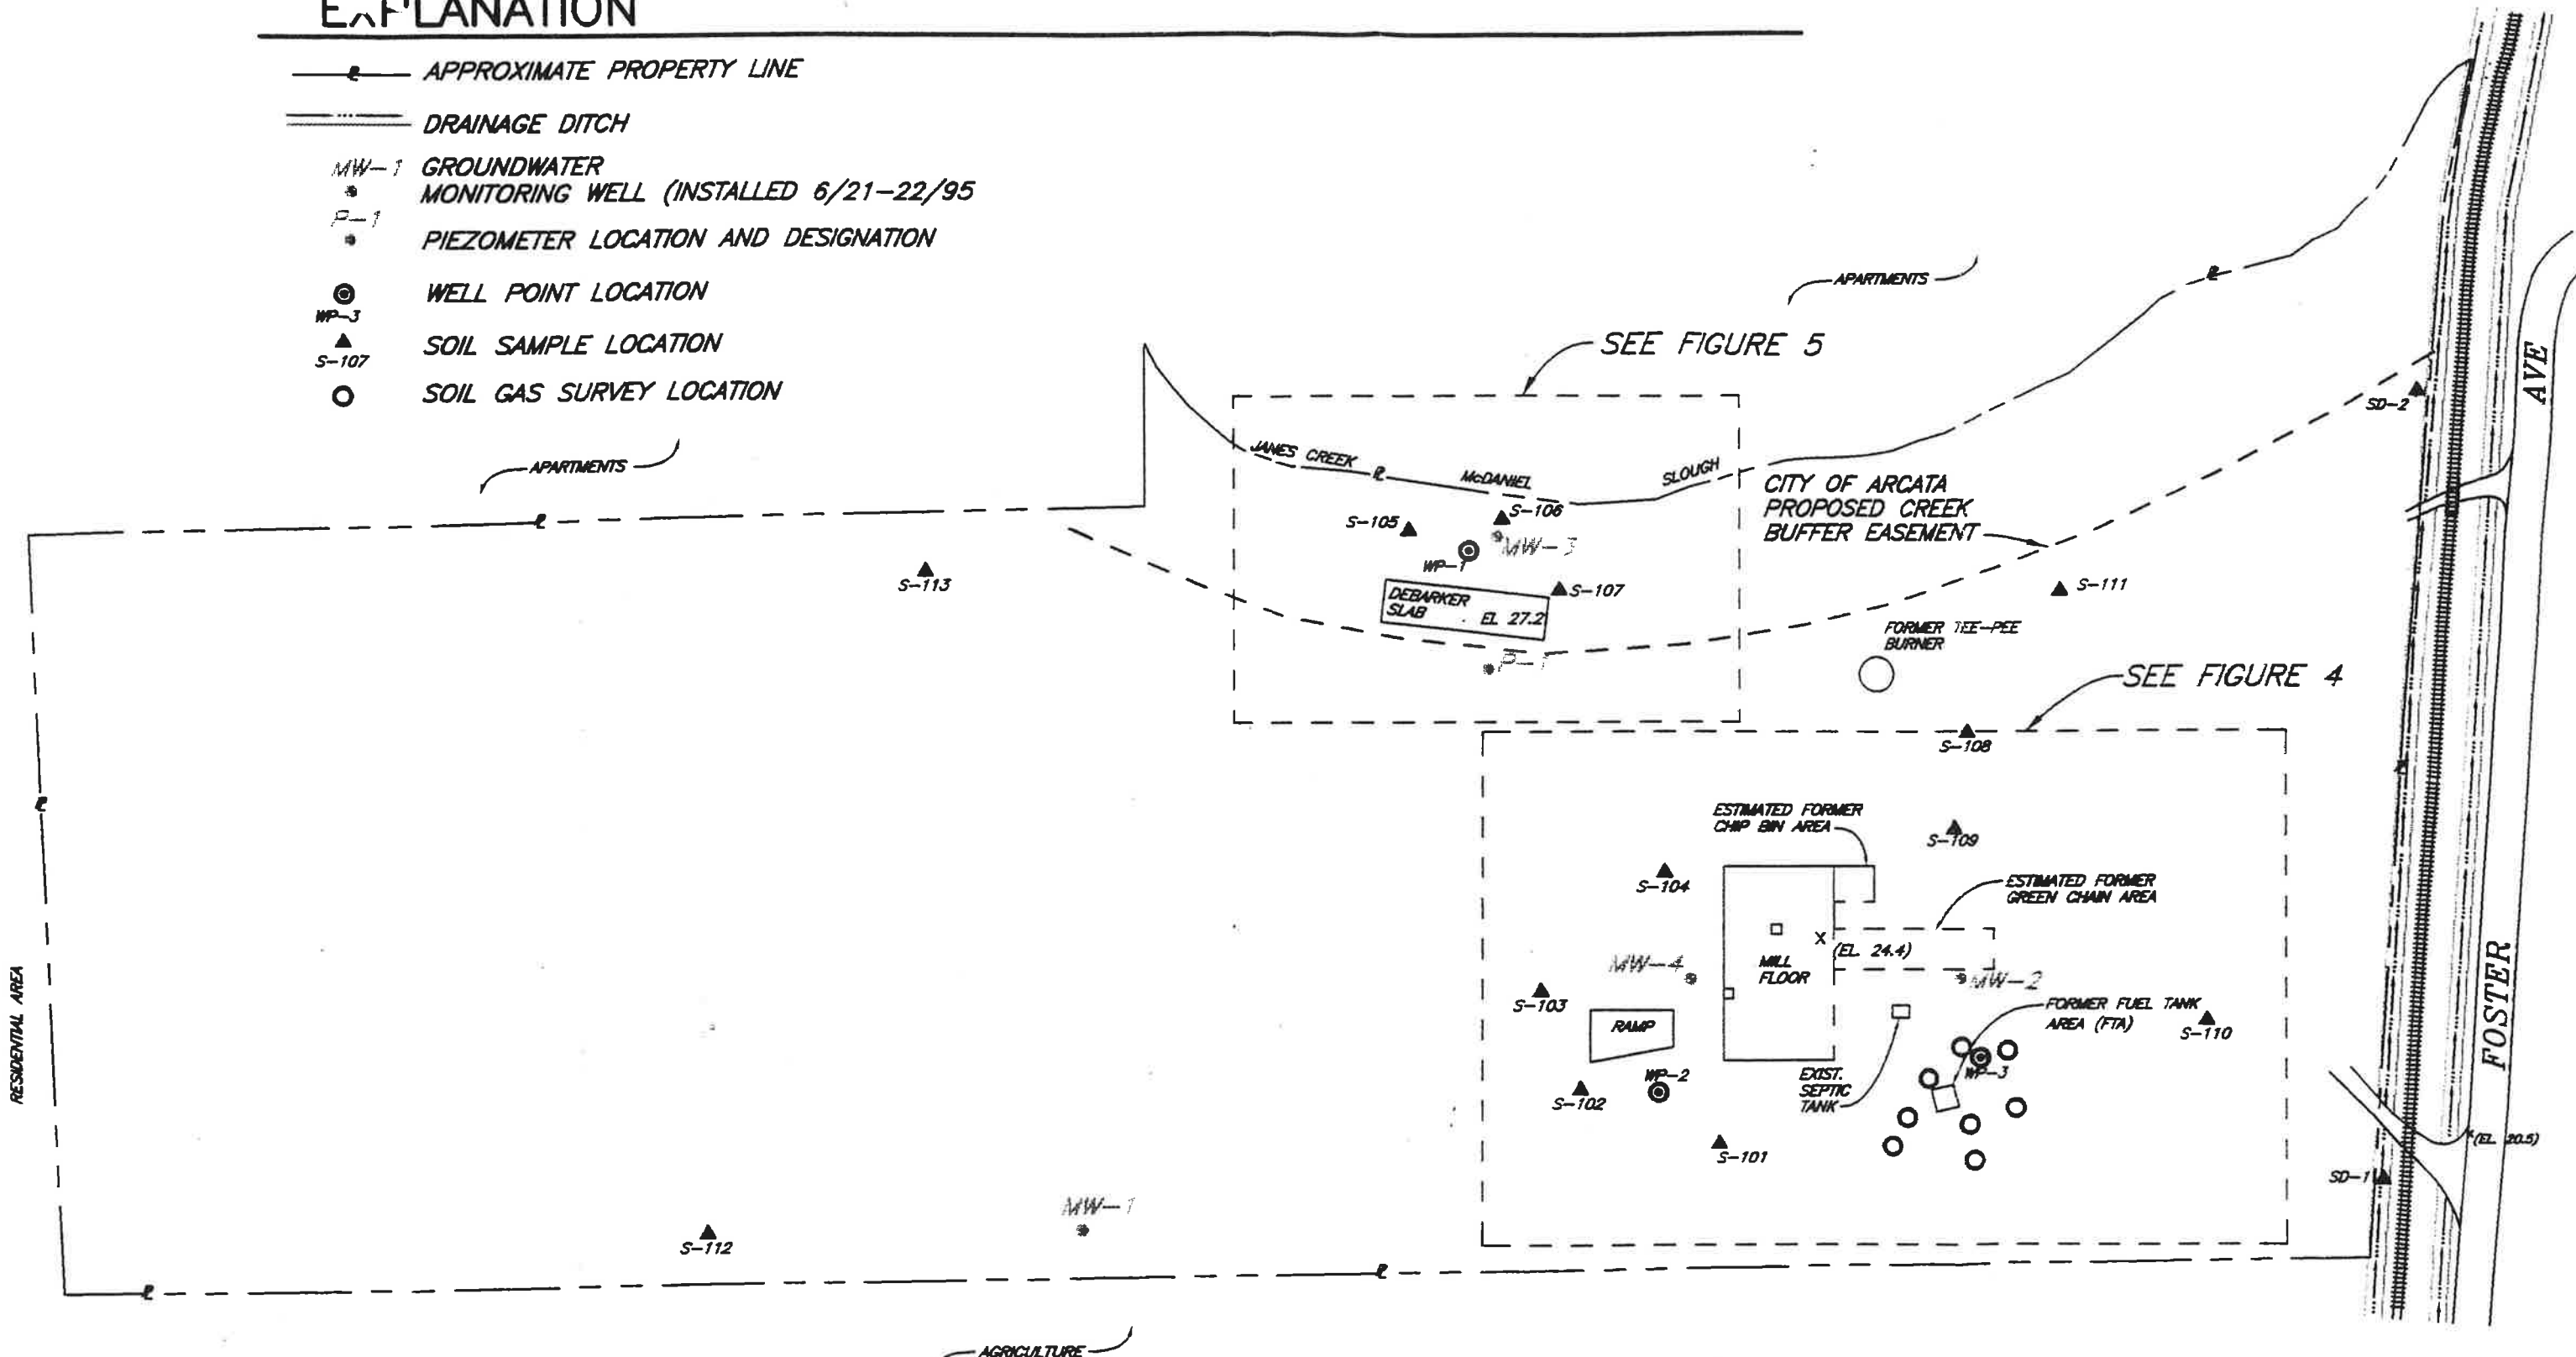 EXPLANATION
APPROXIMATE PROPERTY LINE
DRAINAGE DITCH
MW-1 GROUNDWATER
MONITORING WELL (INSTALLED 6/21-22/95
P-1
PIEZOMETER LOCATION AND DESIGNATION
WELL POINT LOCATION
WP-3
SOIL SAMPLE LOCATION
S-107
SOIL GAS SURVEY LOCATION
APARTMENTS
SEE FIGURE 5
AVE
SD-2
APARTMENTS
JANES CREEK
McDANIEL
SLOUGH
CITY OF ARCATA
PROPOSED CREEK
BUFFER EASEMENT
S-105
S-106
MW-3
WP-1
S-113
S-107
S-111
DEBARKER
SLAB EL 27.2
FORMER TEE-PEE
BURNER
P-1
SEE FIGURE 4
S-108
ESTIMATED FORMER
CHIP BIN AREA
S-109
S-104
ESTIMATED FORMER
GREEN CHAIN AREA
X
(EL. 24.4)
MILL
FLOOR
MW-4
MW-2
S-103
FORMER FUEL TANK
AREA (FTA)
S-110
RAMP
FOSTER
RESIDENTIAL AREA
WP-2
WP-3
S-102
EXIST.
SEPTIC
TANK
S-101
X(EL. 20.5)
SD-1
MW-1
S-112
AGRICULTURE